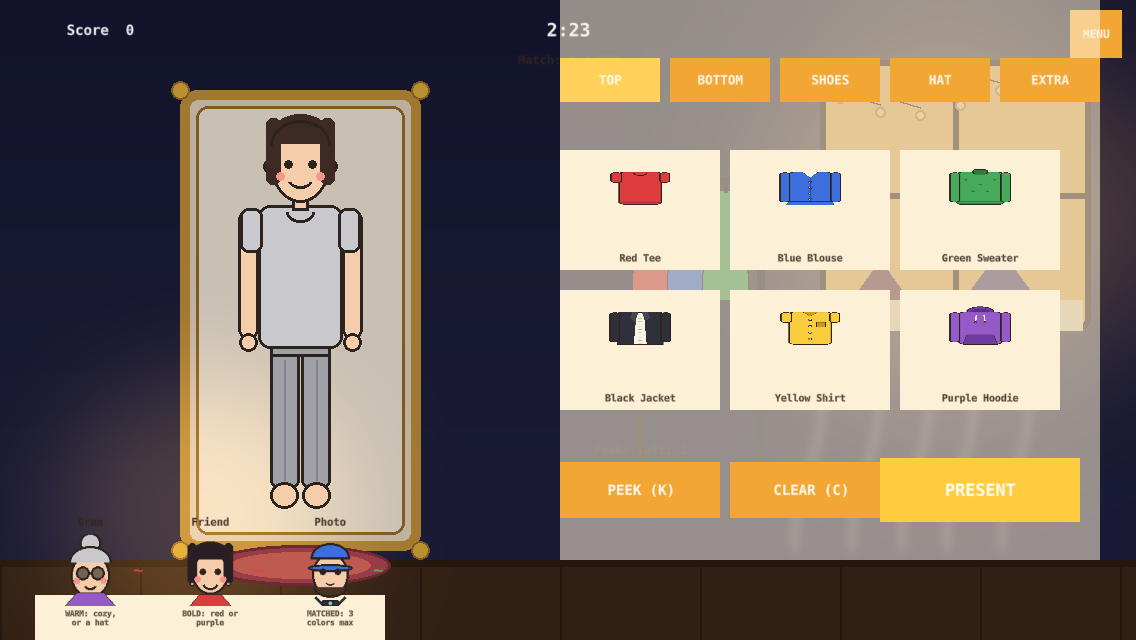 Score 0
2:23
MENU
Match:
TOP
BOTTOM
SHOES
HAT
EXTRA
Red Tee
Blue Blouse
Green Sweater
Black Jacket
Yellow Shirt
Purple Hoodie
PEEK (K)
CLEAR (C)
PRESENT
Gran
Friend
Photo
WARM: cozy,
or a hat
BOLD: red or
purple
MATCHED: 3
colors max